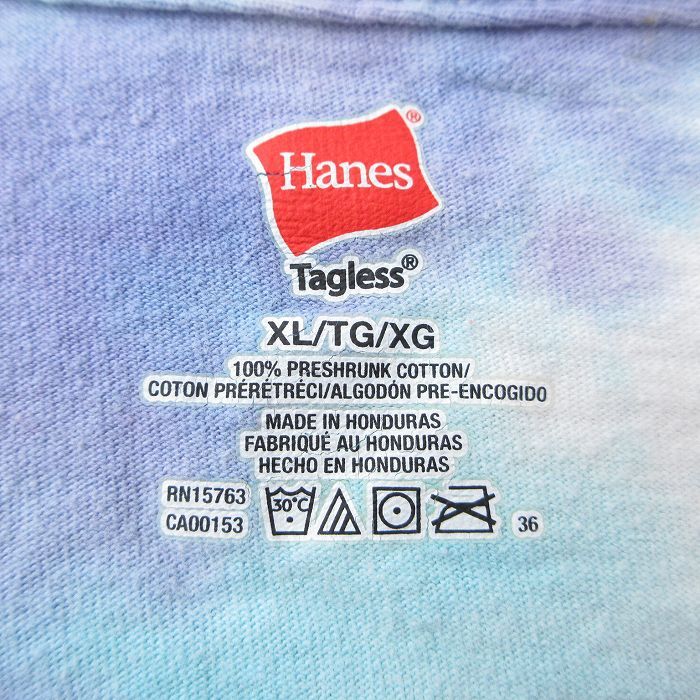 Hanes®
Tagless®
XL/TG/XG
100% PRESHRUNK COTTON/
COTON PRÉRÉTRÉCI/ALGODÓN PRE-ENCOGIDO
MADE IN HONDURAS
FABRIQUÉ AU HONDURAS
HECHO EN HONDURAS
RN15763
CA00153
30°C
36